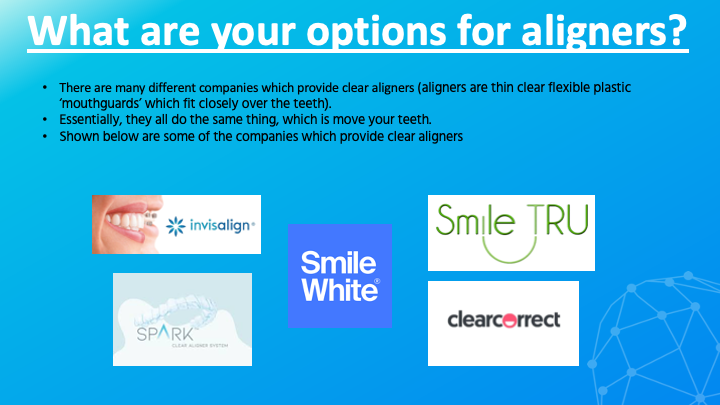 What are your options for aligners?
• There are many different companies which provide clear aligners (aligners are thin clear flexible plastic
‘mouthguards’ which fit closely over the teeth).
• Essentially, they all do the same thing, which is move your teeth.
• Shown below are some of the companies which provide clear aligners
invisalign®
Smile TRU
Smile
White®
SPARK™
CLEAR ALIGNER SYSTEM
clearcorrect